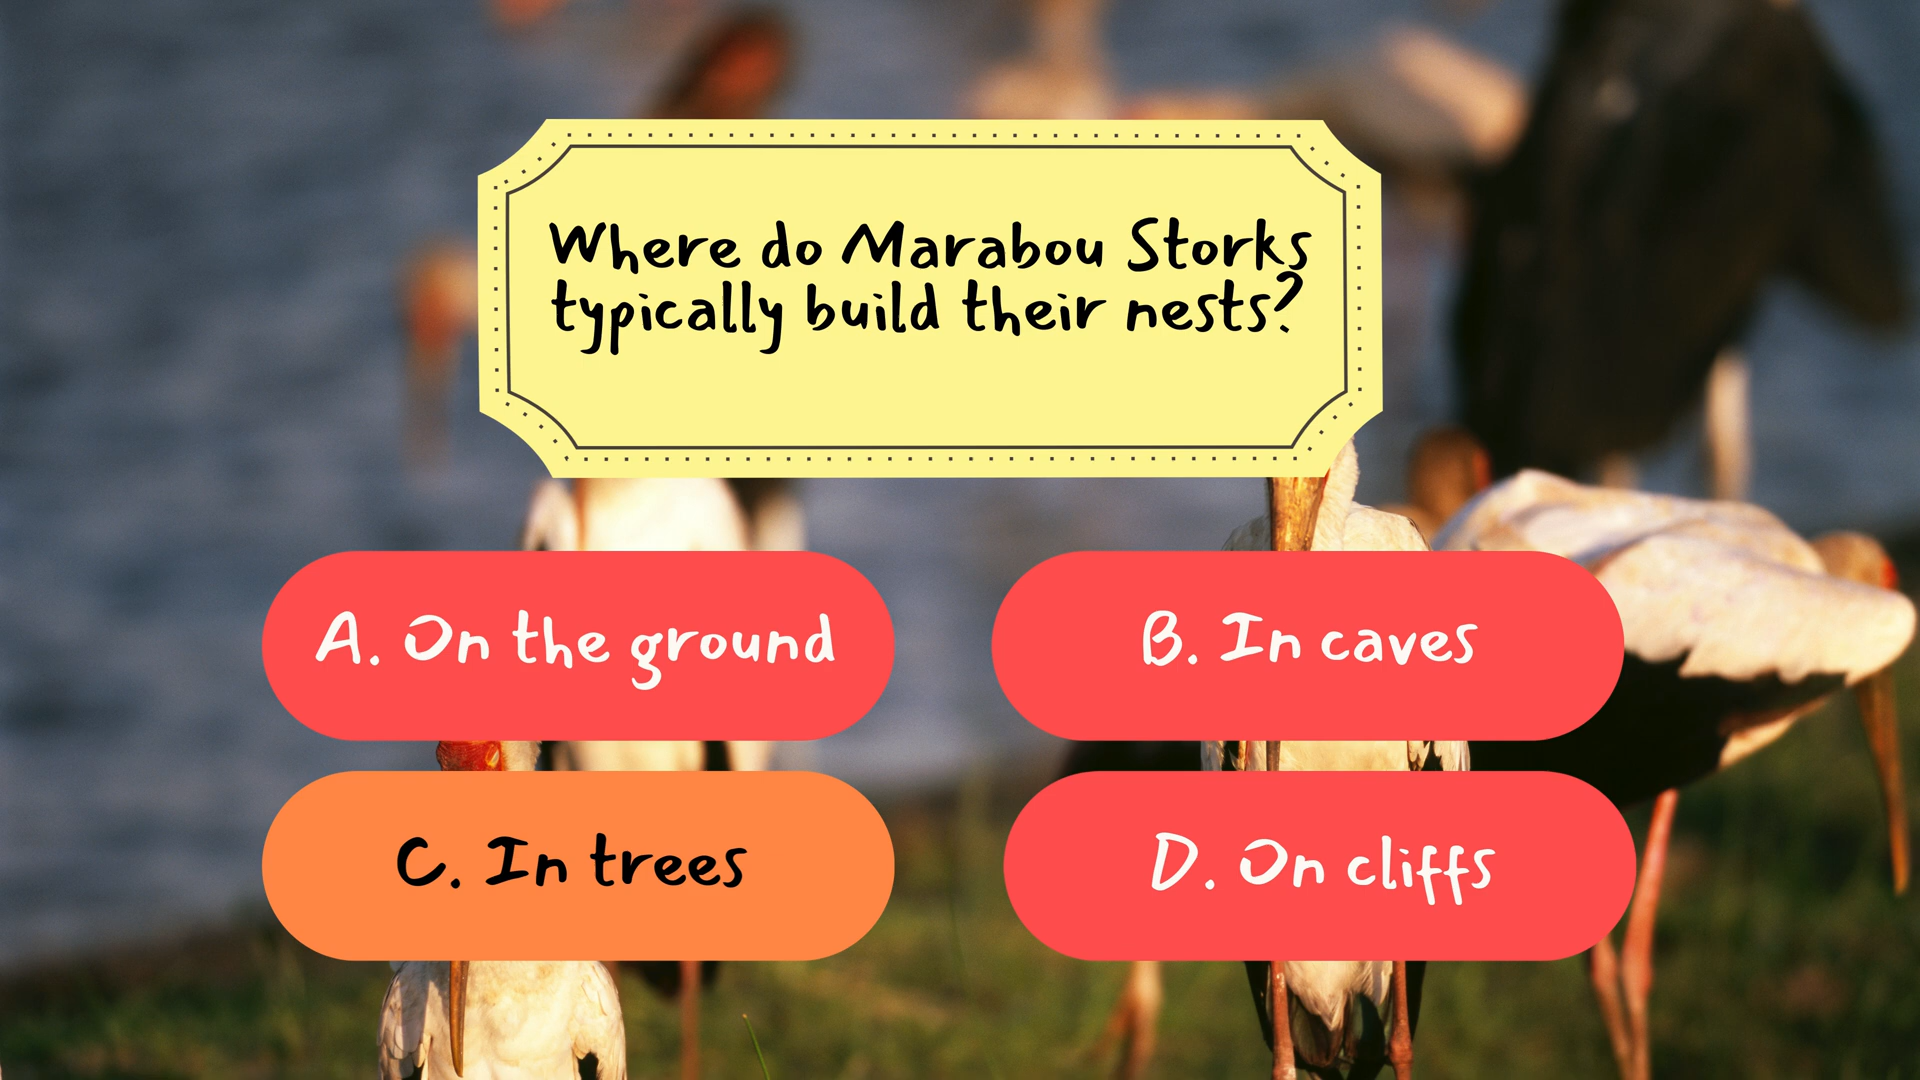 Where do Marabou Storks
typically build their nests?
A. On the ground
B. In caves
C. In trees
D. On cliffs